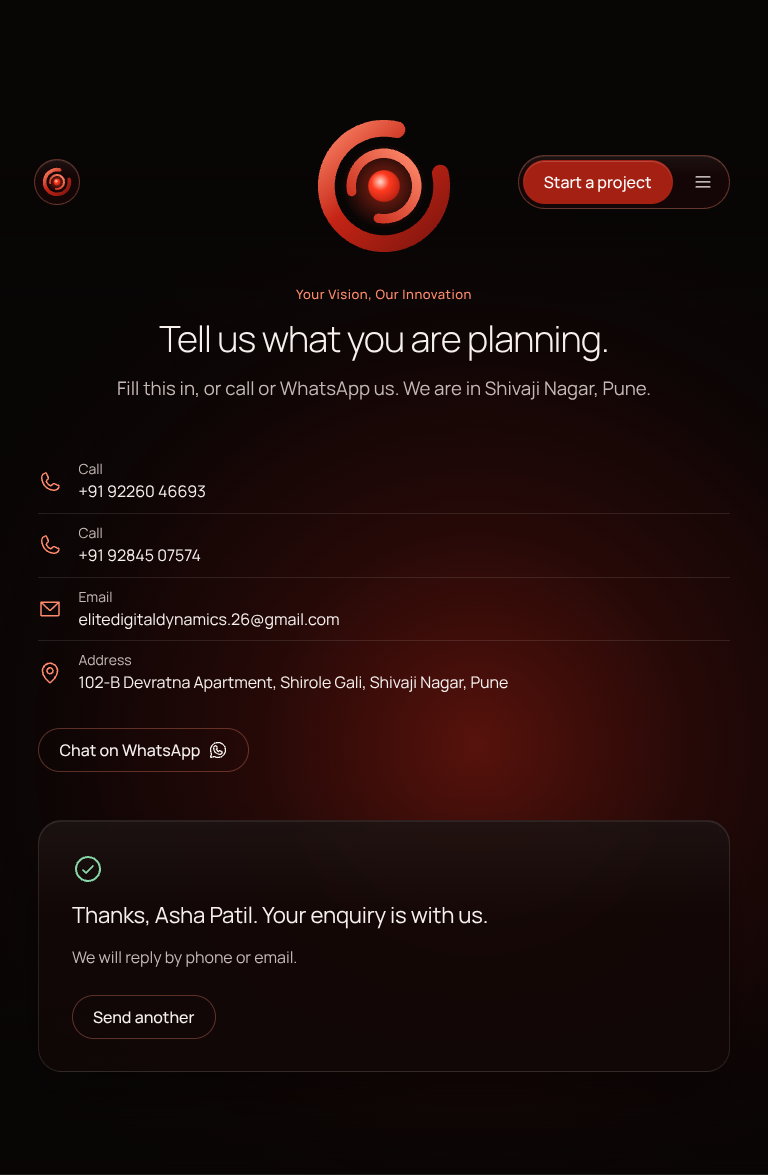 Start a project
Your Vision, Our Innovation
Tell us what you are planning.
Fill this in, or call or WhatsApp us. We are in Shivaji Nagar, Pune.
Call
+91 92260 46693
Call
+91 92845 07574
Email
elitedigitaldynamics.26@gmail.com
Address
102-B Devratna Apartment, Shirole Gali, Shivaji Nagar, Pune
Chat on WhatsApp
Thanks, Asha Patil. Your enquiry is with us.
We will reply by phone or email.
Send another